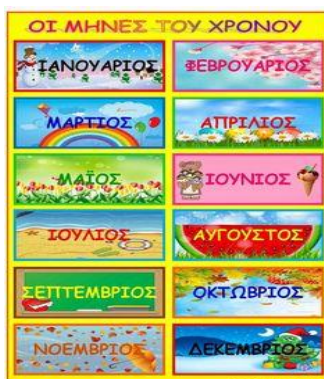 ΟΙ ΜΗΝΕΣ ΤΟΥ ΧΡΟΝΟΥ
ΙΑΝΟΥΑΡΙΟΣ ΦΕΒΡΟΥΑΡΙΟΣ
ΜΑΡΤΙΟΣ ΑΠΡΙΛΙΟΣ
ΜΑΪΟΣ ΙΟΥΝΙΟΣ
ΙΟΥΛΙΟΣ ΑΥΓΟΥΣΤΟΣ
ΣΕΠΤΕΜΒΡΙΟΣ ΟΚΤΩΒΡΙΟΣ
ΝΟΕΜΒΡΙΟΣ ΔΕΚΕΜΒΡΙΟΣ